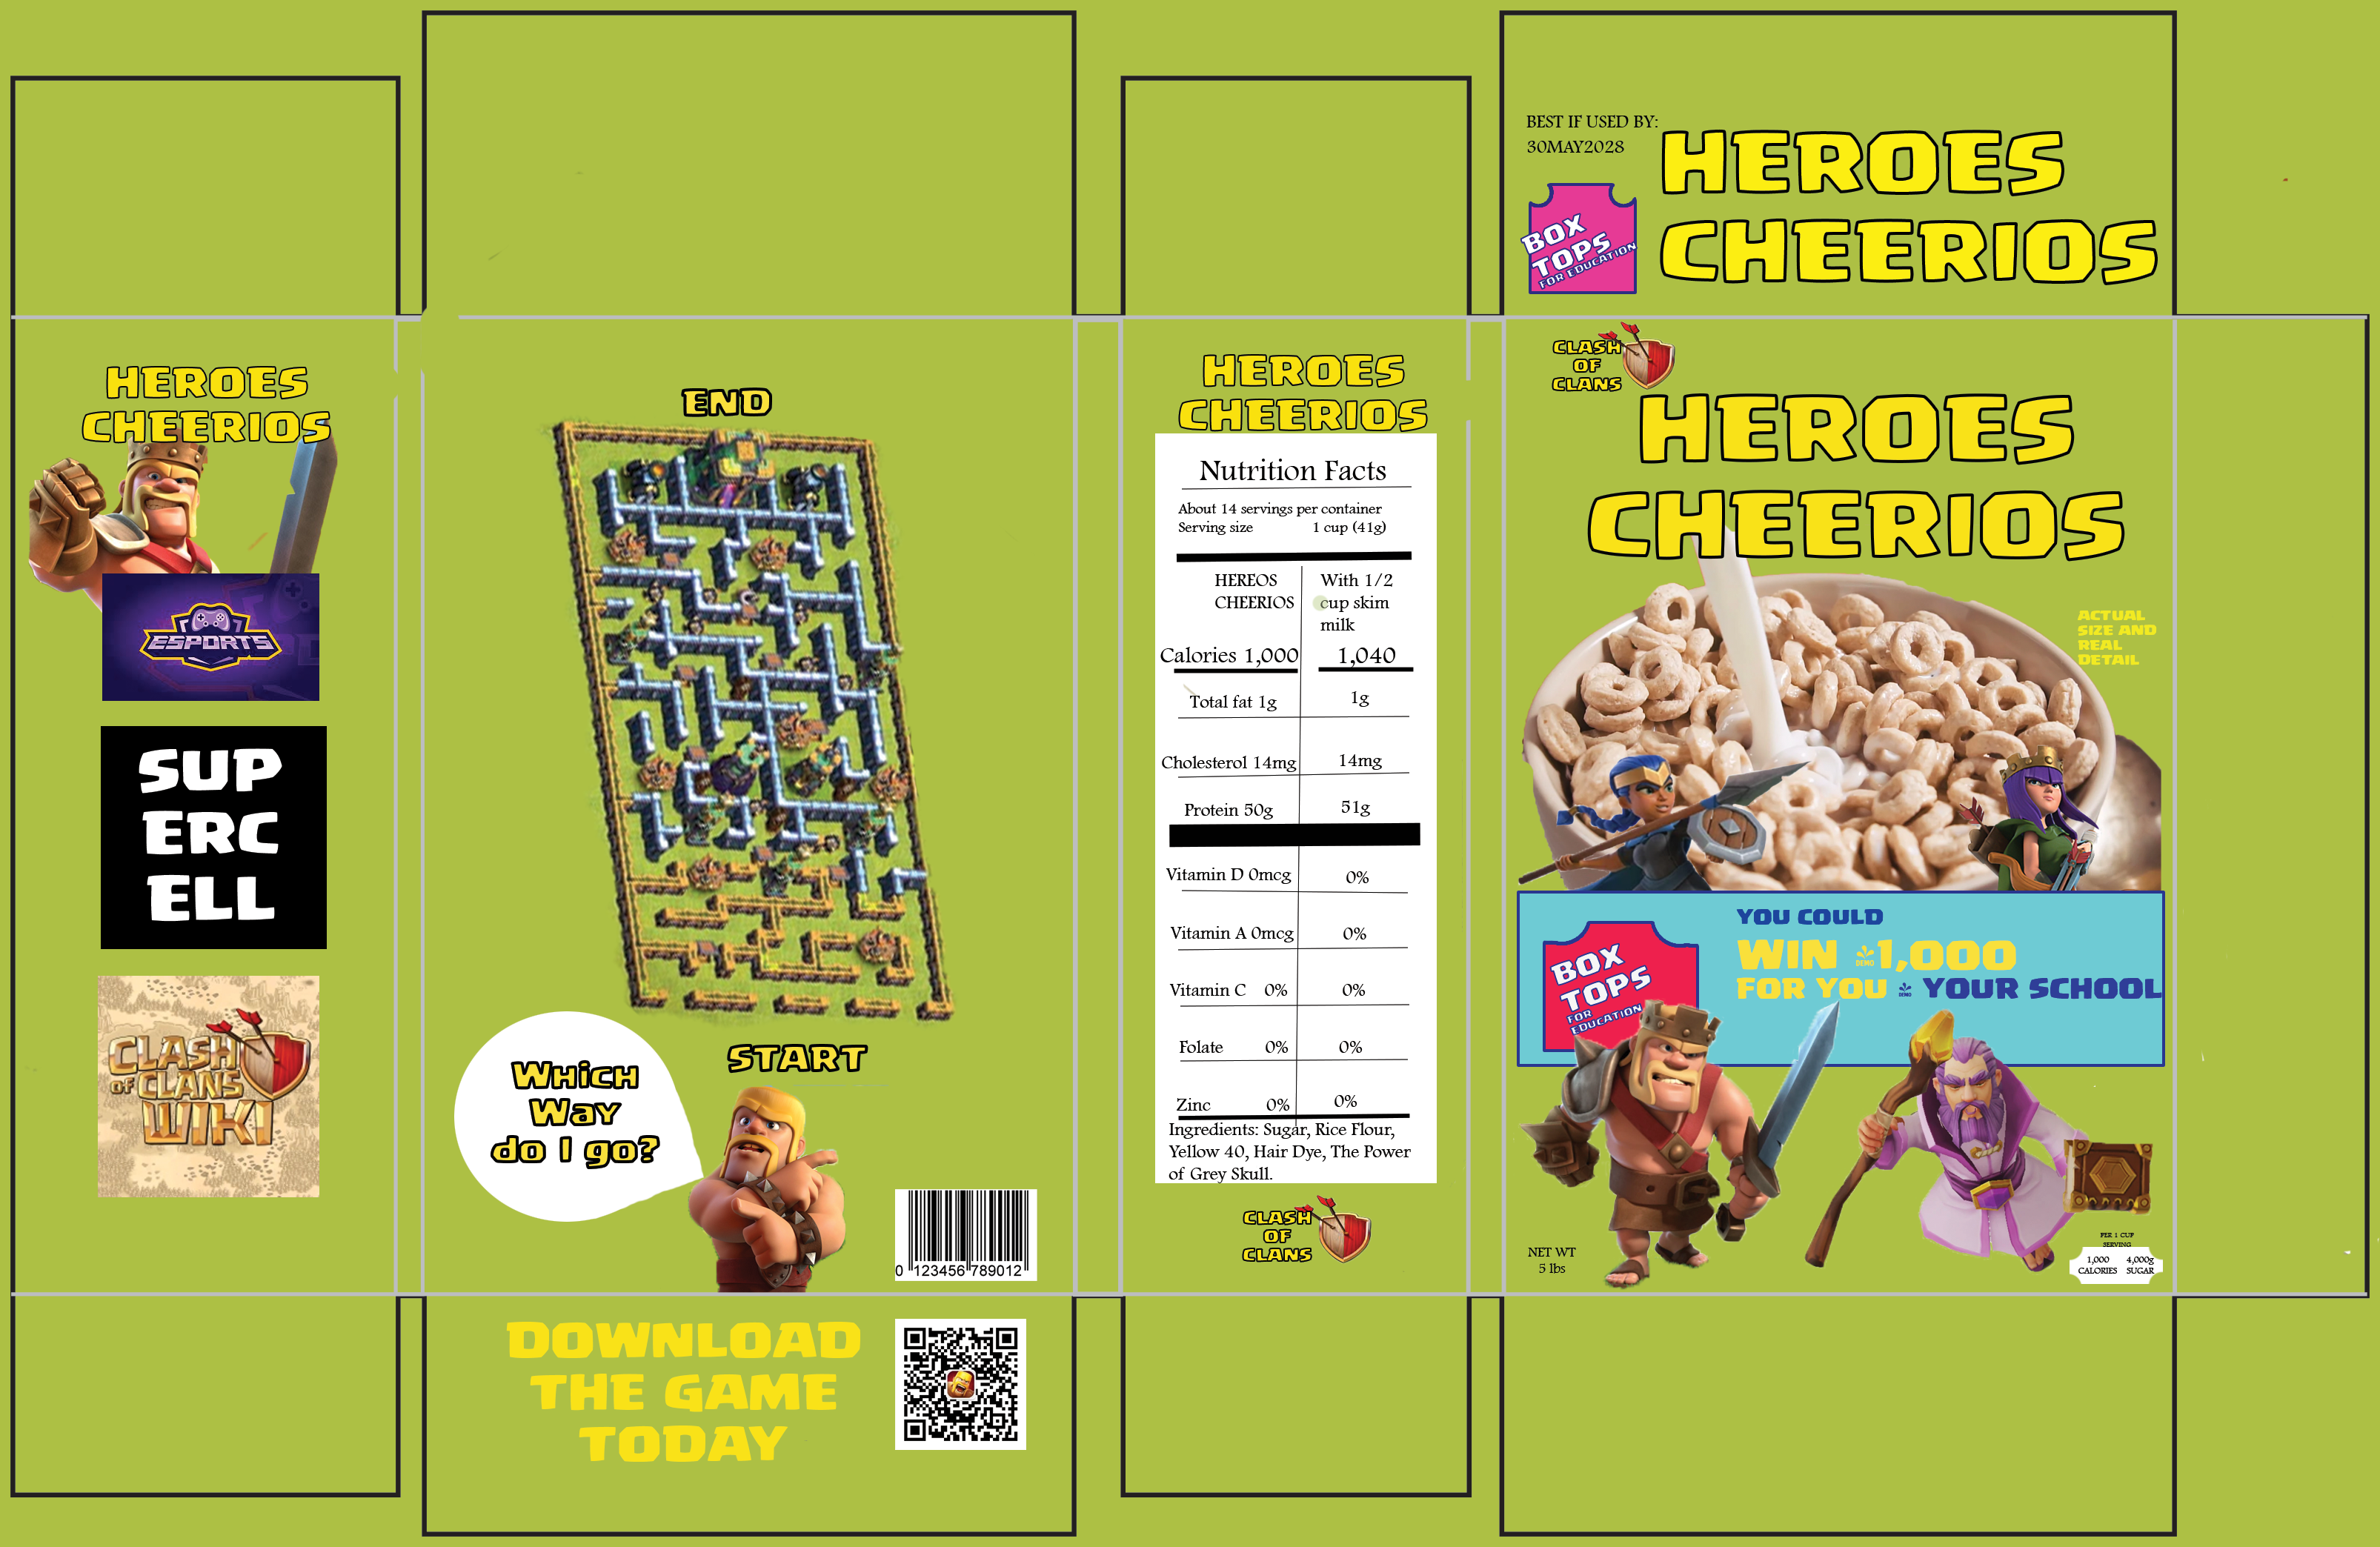 HEROES
CHEERIOS
ESPORTS
SUP
ERC
ELL
CLASH
OF CLANS
WIKI
END
START
Which
Way
do I go?
0 123456 789012
DOWNLOAD
THE GAME
TODAY
HEROES
CHEERIOS
Nutrition Facts
About 14 servings per container
Serving size 1 cup (41g)
HEREOS
CHEERIOS
With 1/2
cup skim
milk
Calories 1,000 1,040
Total fat 1g 1g
Cholesterol 14mg 14mg
Protein 50g 51g
Vitamin D 0mcg 0%
Vitamin A 0mcg 0%
Vitamin C 0% 0%
Folate 0% 0%
Zinc 0% 0%
Ingredients: Sugar, Rice Flour,
Yellow 40, Hair Dye, The Power
of Grey Skull.
CLASH
OF
CLANS
BEST IF USED BY:
30MAY2028
BOX
TOPS
FOR EDUCATION
HEROES
CHEERIOS
CLASH
OF
CLANS
HEROES
CHEERIOS
ACTUAL
SIZE AND
REAL
DETAIL
BOX
TOPS
FOR
EDUCATION
YOU COULD
WIN DEMO 1,000
FOR YOU DEMO YOUR SCHOOL
NET WT
5 lbs
PER 1 CUP
SERVING
1,000 4,000g
CALORIES SUGAR